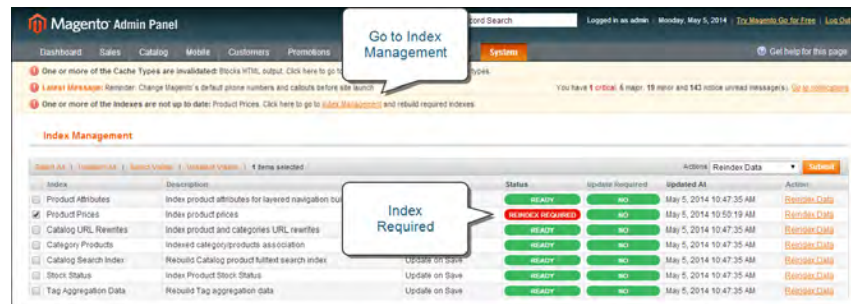 Magento Admin Panel
ord Search
Logged in as admin | Monday, May 5, 2014 | Try Magento Go for Free | Log Out
Dashboard Sales Catalog Mobile Customers Promotions
System
Get help for this page
Go to Index
Management
One or more of the Cache Types are invalidated: Blocks HTML output. Click here to go to
types.
Latest Message: Reminder: Change Magento's default phone numbers and callouts before site launch
You have 1 critical, 6 major, 19 minor and 143 notice unread message(s). Go to notifications
One or more of the Indexes are not up to date: Product Prices. Click here to go to Index Management and rebuild required indexes.
Index Management
Select All | Unselect All | Select Visible | Unselect Visible | 1 items selected
Actions Reindex Data Submit
Index Description Status Update Required Updated At Action
Product Attributes Index product attributes for layered navigation bui READY NO May 5, 2014 10:47:35 AM Reindex Data
Product Prices Index product prices REINDEX REQUIRED NO May 5, 2014 10:50:19 AM Reindex Data
Index
Required
Catalog URL Rewrites Index product and categories URL rewrites READY NO May 5, 2014 10:47:35 AM Reindex Data
Category Products Indexed category/products association READY NO May 5, 2014 10:47:35 AM Reindex Data
Catalog Search Index Rebuild Catalog product fulltext search index Update on Save READY NO May 5, 2014 10:47:35 AM Reindex Data
Stock Status Index Product Stock Status Update on Save READY NO May 5, 2014 10:47:35 AM Reindex Data
Tag Aggregation Data Rebuild Tag aggregation data Update on Save READY NO May 5, 2014 10:47:35 AM Reindex Data